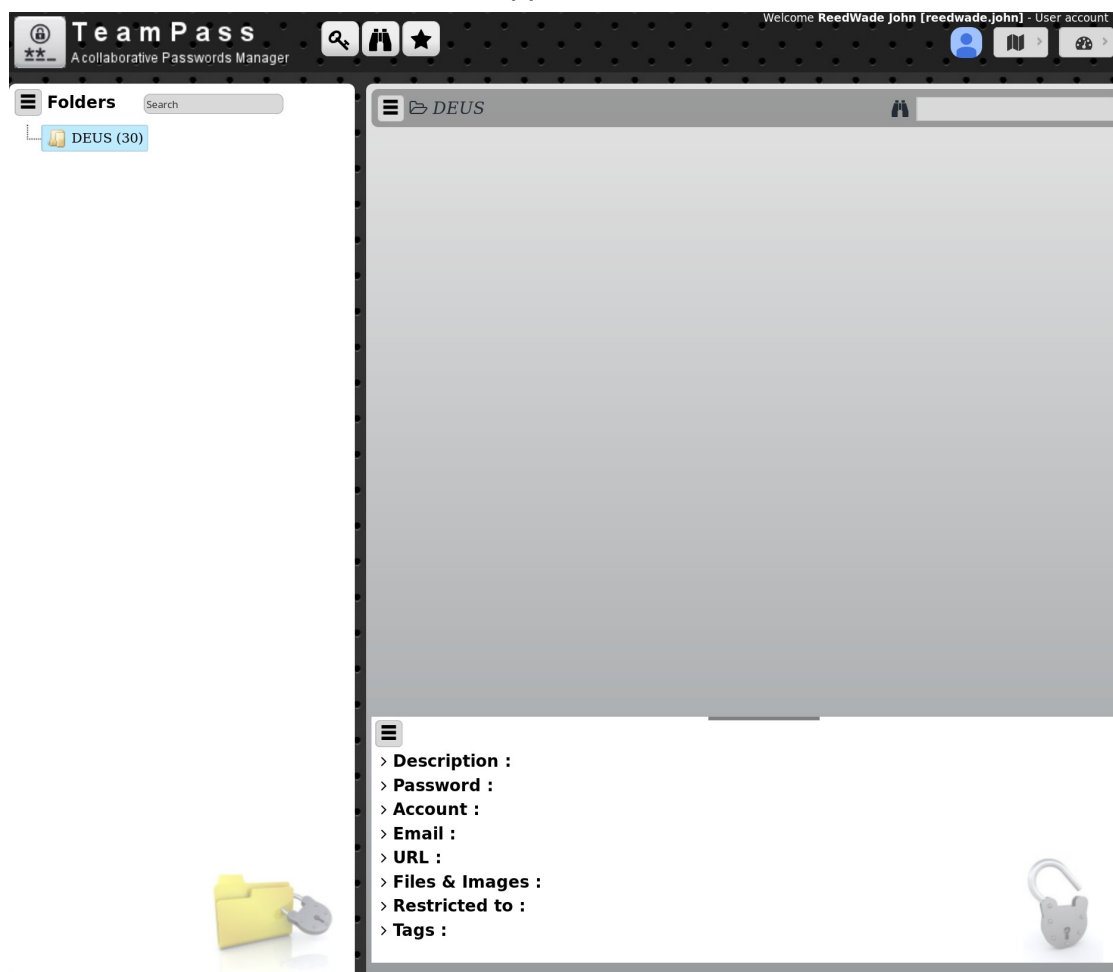 Welcome ReedWade John [reedwade.john] - User account
TeamPass
A collaborative Passwords Manager
**_
Folders
Search
DEUS (30)
DEUS
Description :
Password :
Account :
Email :
URL :
Files & Images :
Restricted to :
Tags :